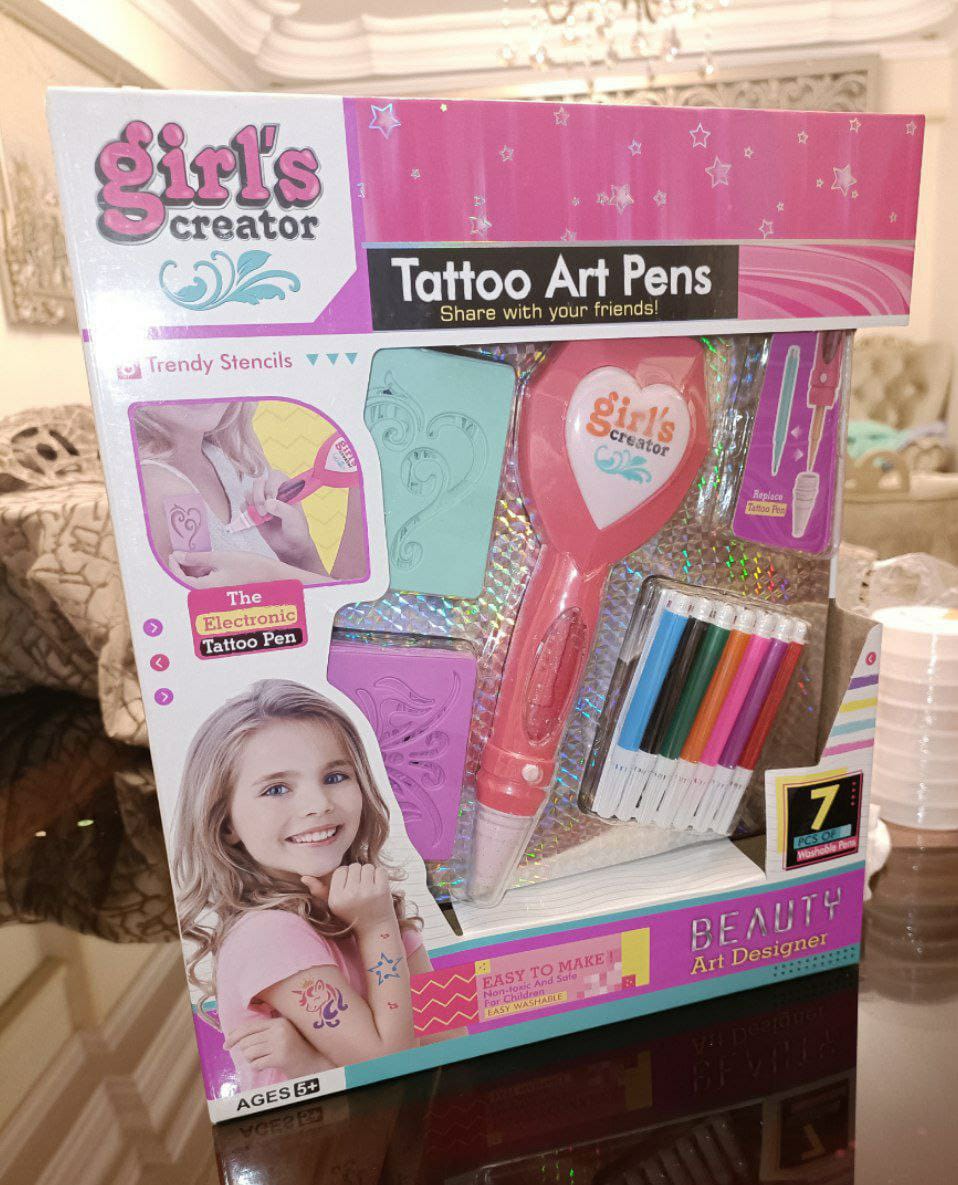 girl's
creator
Tattoo Art Pens
Share with your friends!
Trendy Stencils
girl's
creator
Replace
Tattoo Pen
girl's
The
Electronic
Tattoo Pen
7
PCS OF
Washable Pens
BEAUTY
Art Designer
EASY TO MAKE!
Non-toxic And Safe
For Children
EASY WASHABLE
AGES 5+